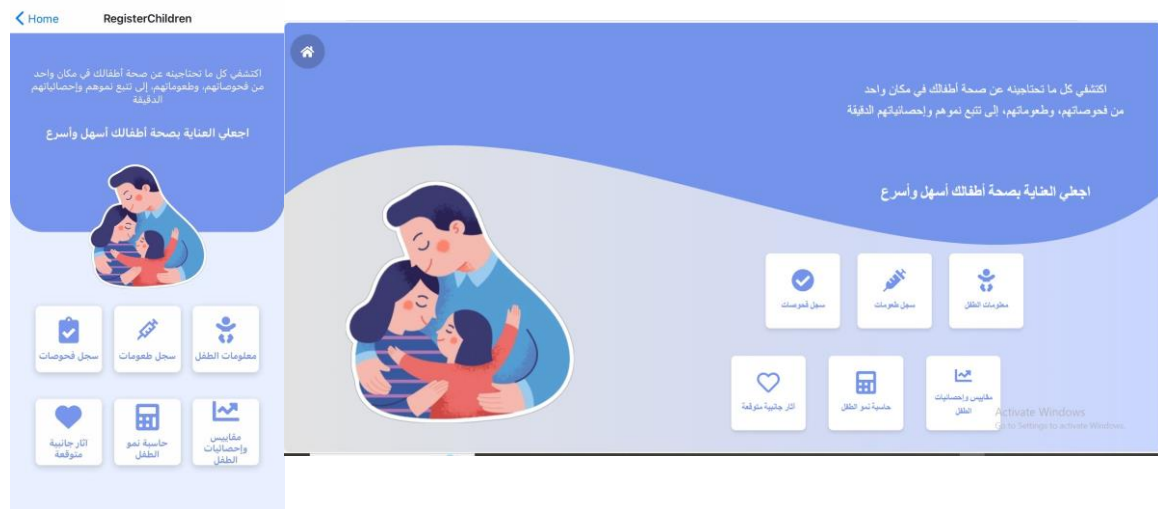 Home
RegisterChildren
اكتشفي كل ما تحتاجينه عن صحة أطفالك في مكان واحد
من فحوصاتهم، وطعوماتهم، إلى تتبع نموهم وإحصائياتهم
الدقيقة
اجعلي العناية بصحة أطفالك أسهل وأسرع
معلومات الطفل
سجل طعومات
سجل فحوصات
مقاييس
وإحصائيات
الطفل
حاسبة نمو
الطفل
اثار جانبية
متوقعة
اكتشفي كل ما تحتاجينه عن صحة أطفالك في مكان واحد
من فحوصاتهم، وطعوماتهم، إلى تتبع نموهم وإحصائياتهم الدقيقة
اجعلي العناية بصحة أطفالك أسهل وأسرع
معلومات الطفل
سجل طعومات
سجل فحوصات
مقاييس وإحصائيات
الطفل
حاسبة نمو الطفل
اثار جانبية متوقعة
Activate Windows
Go to Settings to activate Windows.